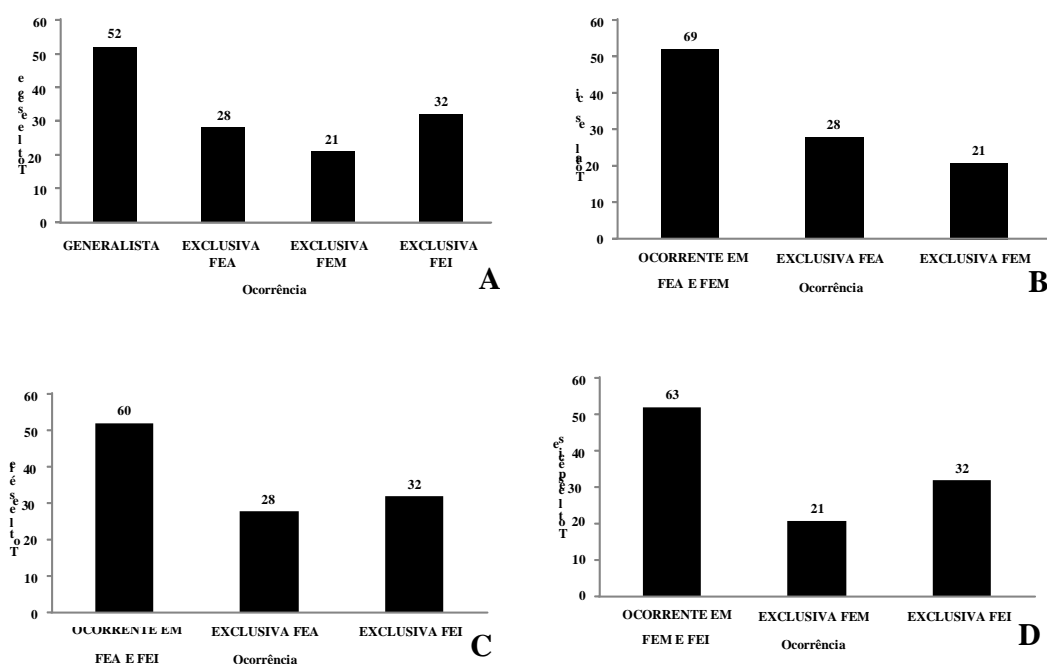 60
52
50
40
32
30
28
21
20
10
0
GENERALISTA
EXCLUSIVA
FEA
EXCLUSIVA
FEM
EXCLUSIVA
FEI
Ocorrência
A
60
69
50
40
30
28
21
20
10
0
OCORRENTE EM
FEA E FEM
EXCLUSIVA FEA
EXCLUSIVA FEM
Ocorrência
B
60
60
50
40
32
30
28
20
10
0
OCORRENTE EM
FEA E FEI
EXCLUSIVA FEA
EXCLUSIVA FEI
Ocorrência
C
60
63
50
40
32
30
21
20
10
0
OCORRENTE EM
FEM E FEI
EXCLUSIVA FEM
EXCLUSIVA FEI
Ocorrência
D